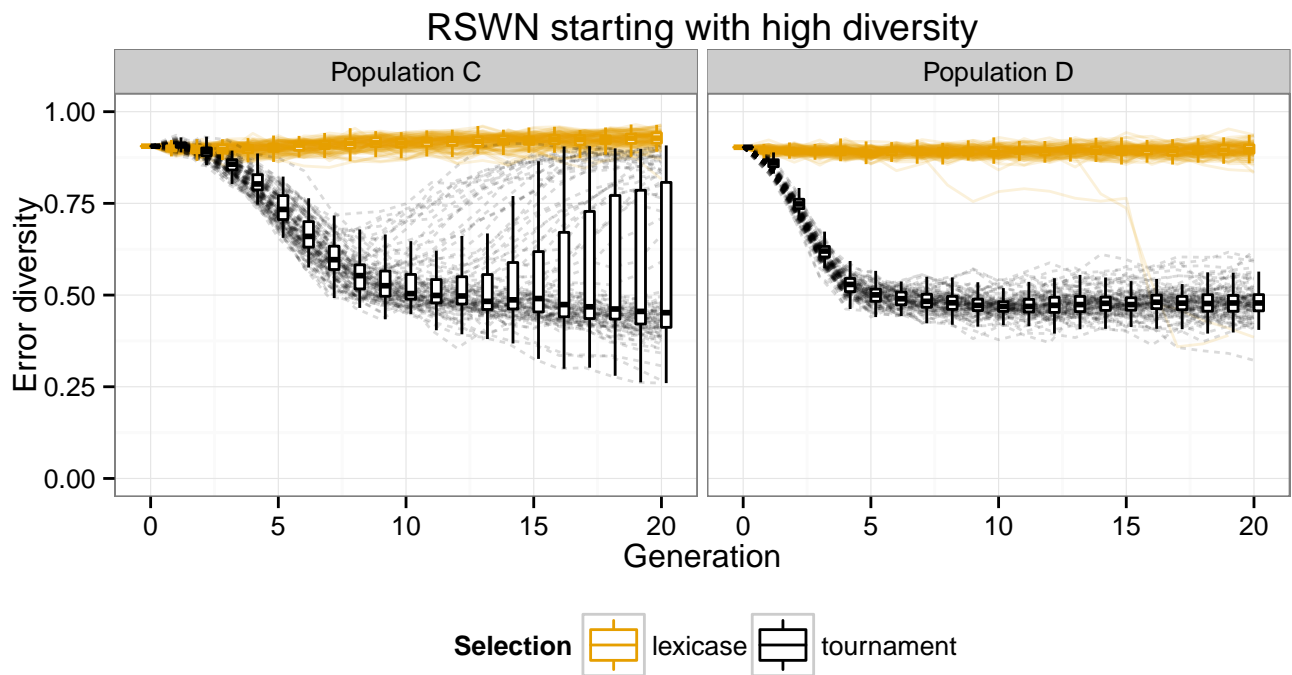 RSWN starting with high diversity
Population C
Population D
Error diversity
1.00
0.75
0.50
0.25
0.00
0 5 10 15 20
0 5 10 15 20
Generation
Selection lexicase tournament